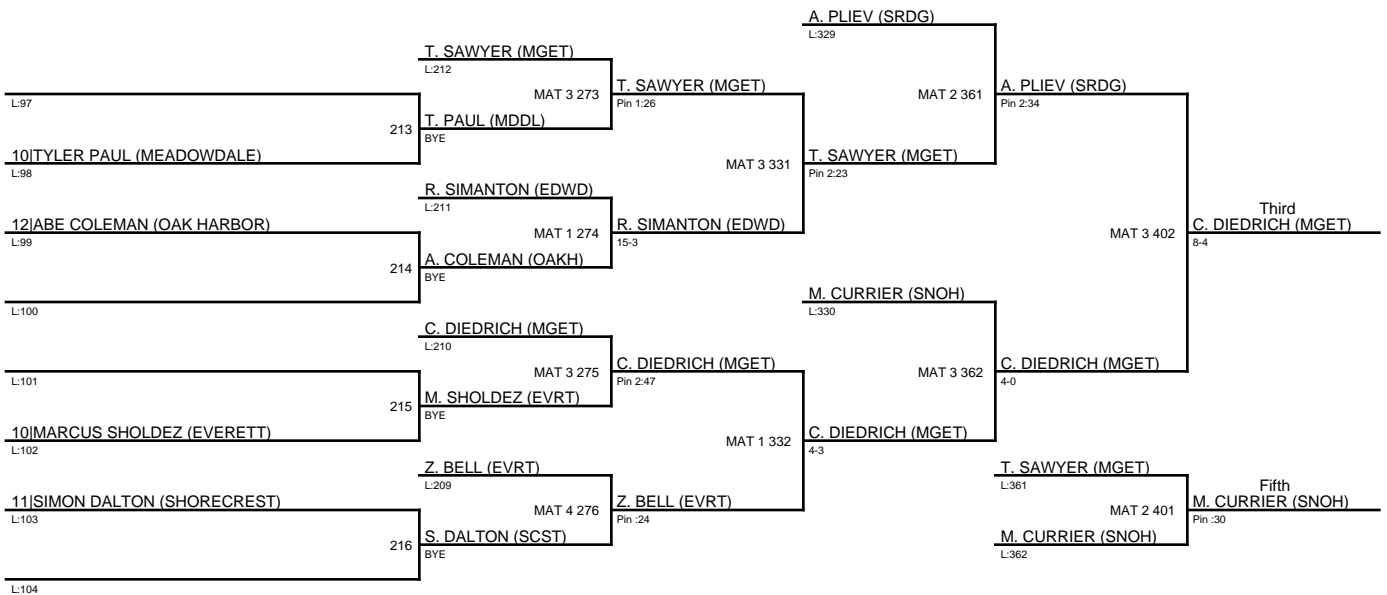 A. PLIEV (SRDG)
L:329
T. SAWYER (MGET)
L:212
L:97
MAT 3 273
T. SAWYER (MGET)
Pin 1:26
MAT 2 361
A. PLIEV (SRDG)
Pin 2:34
213
T. PAUL (MDDL)
BYE
10|TYLER PAUL (MEADOWDALE)
L:98
MAT 3 331
T. SAWYER (MGET)
Pin 2:23
R. SIMANTON (EDWD)
L:211
12|ABE COLEMAN (OAK HARBOR)
L:99
MAT 1 274
R. SIMANTON (EDWD)
15-3
MAT 3 402
Third
C. DIEDRICH (MGET)
8-4
214
A. COLEMAN (OAKH)
BYE
L:100
M. CURRIER (SNOH)
L:330
C. DIEDRICH (MGET)
L:210
L:101
MAT 3 275
C. DIEDRICH (MGET)
Pin 2:47
MAT 3 362
C. DIEDRICH (MGET)
4-0
215
M. SHOLDEZ (EVRT)
BYE
10|MARCUS SHOLDEZ (EVERETT)
L:102
MAT 1 332
C. DIEDRICH (MGET)
4-3
Z. BELL (EVRT)
L:209
T. SAWYER (MGET)
L:361
11|SIMON DALTON (SHORECREST)
L:103
MAT 4 276
Z. BELL (EVRT)
Pin :24
MAT 2 401
Fifth
M. CURRIER (SNOH)
Pin :30
216
S. DALTON (SCST)
BYE
M. CURRIER (SNOH)
L:362
L:104